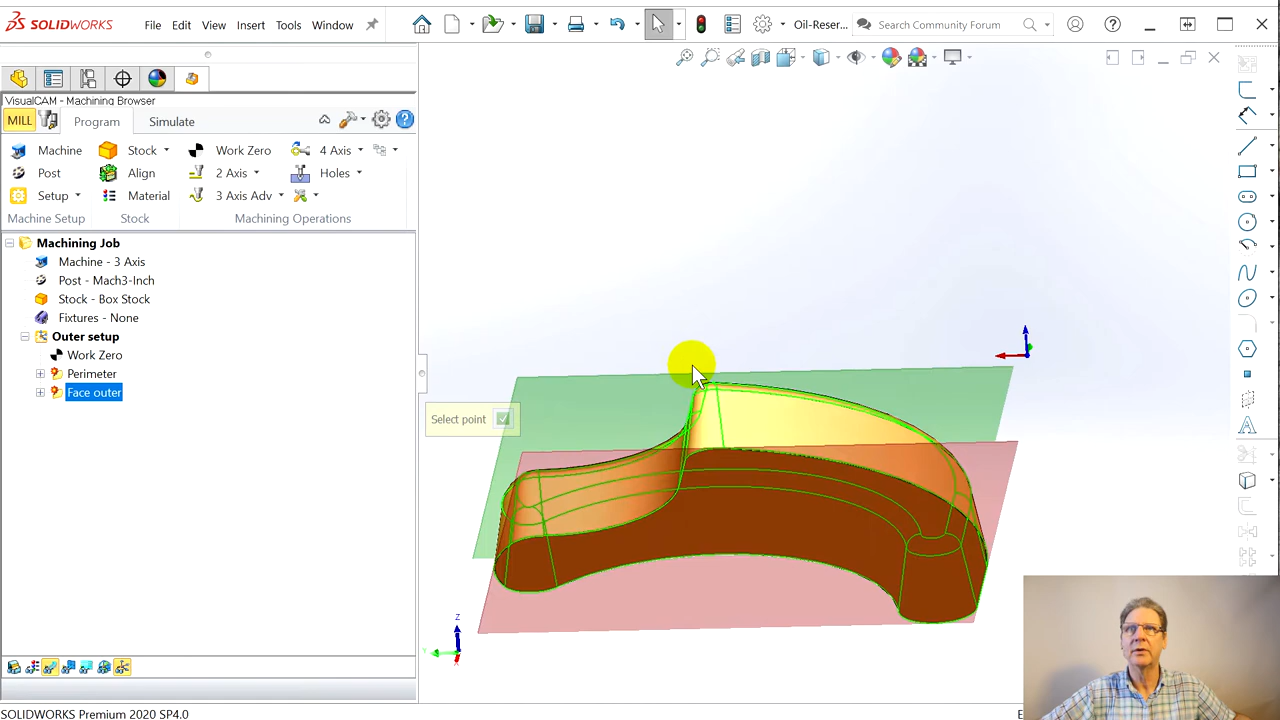 SOLIDWORKS File Edit View Insert Tools Window Oil-Reser... Search Community Forum ?
VisualCAM - Machining Browser
MILL Program Simulate ?
Machine Stock Work Zero 4 Axis
Post Align 2 Axis Holes
Setup Material 3 Axis Adv
Machine Setup Stock Machining Operations
Machining Job
Machine - 3 Axis
Post - Mach3-Inch
Stock - Box Stock
Fixtures - None
Outer setup
Work Zero
Perimeter
Face outer
Select point
Z
Y
X
SOLIDWORKS Premium 2020 SP4.0